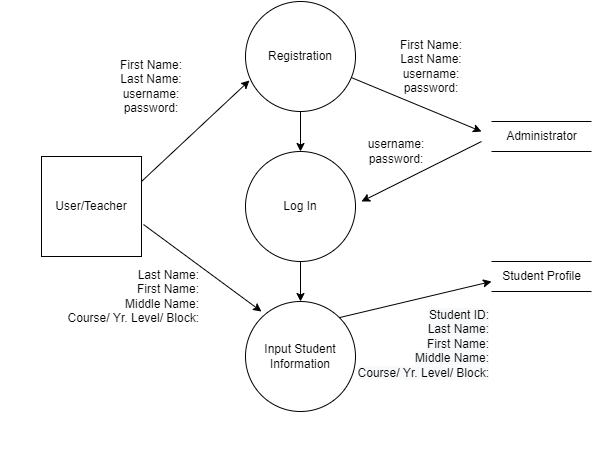 Registration
First Name:
Last Name:
username:
password:
First Name:
Last Name:
username:
password:
Administrator
username:
password:
User/Teacher
Log In
Last Name:
First Name:
Middle Name:
Course/ Yr. Level/ Block:
Student Profile
Input Student
Information
Student ID:
Last Name:
First Name:
Middle Name:
Course/ Yr. Level/ Block: